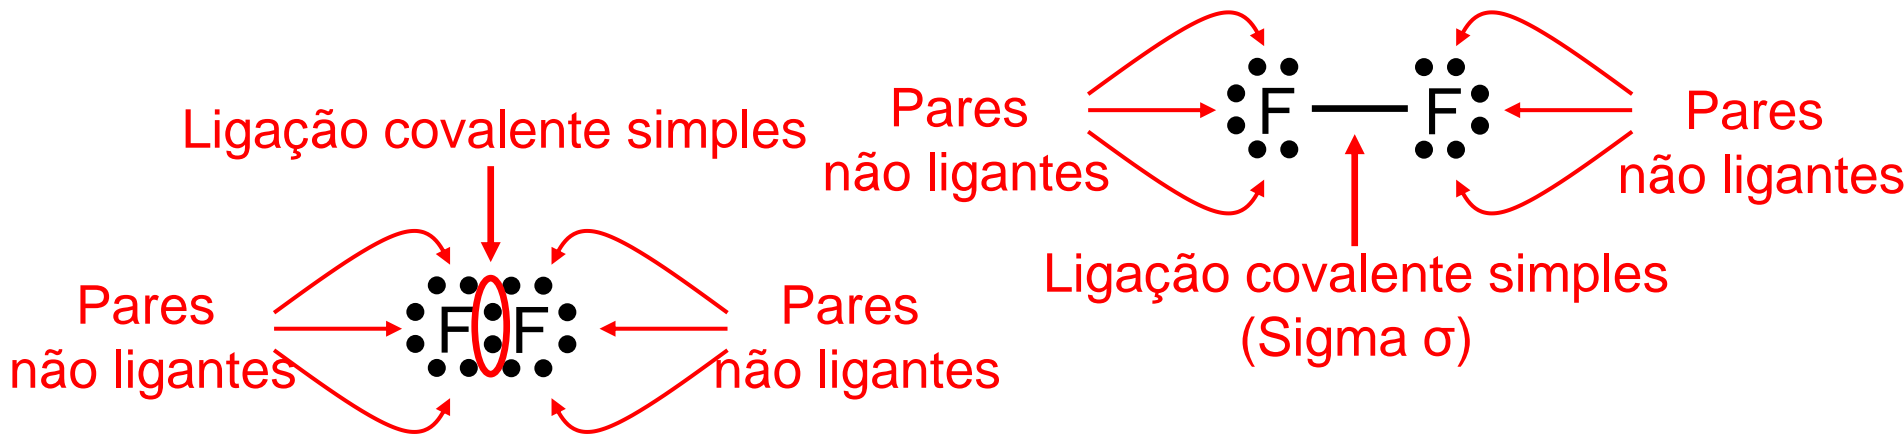 Ligação covalente simples
Pares
não ligantes
F F
Pares
não ligantes
Pares
não ligantes
F F
Pares
não ligantes
Ligação covalente simples
(Sigma σ)